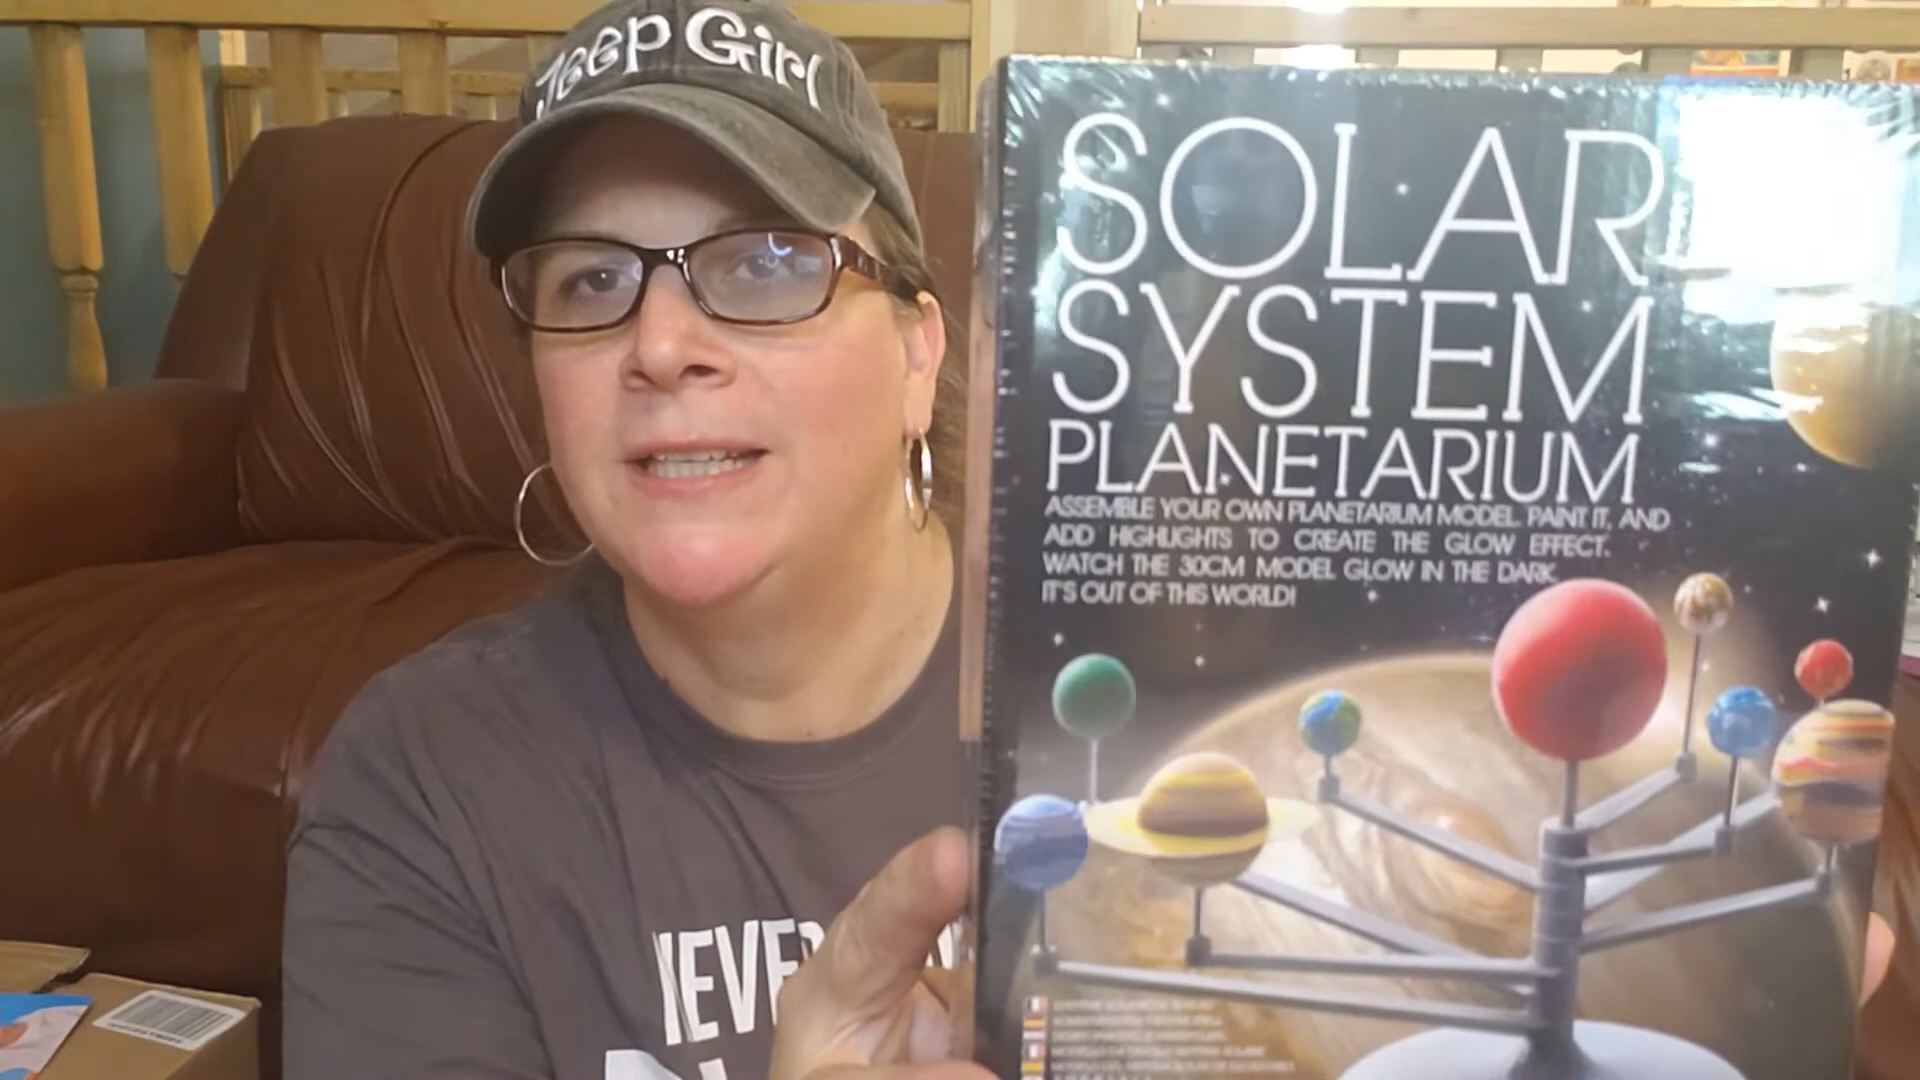 Jeep Girl
SOLAR
SYSTEM
PLANETARIUM
ASSEMBLE YOUR OWN PLANETARIUM MODEL. PAINT IT, AND
ADD HIGHLIGHTS TO CREATE THE GLOW EFFECT.
WATCH THE 30CM MODEL GLOW IN THE DARK.
IT'S OUT OF THIS WORLD!